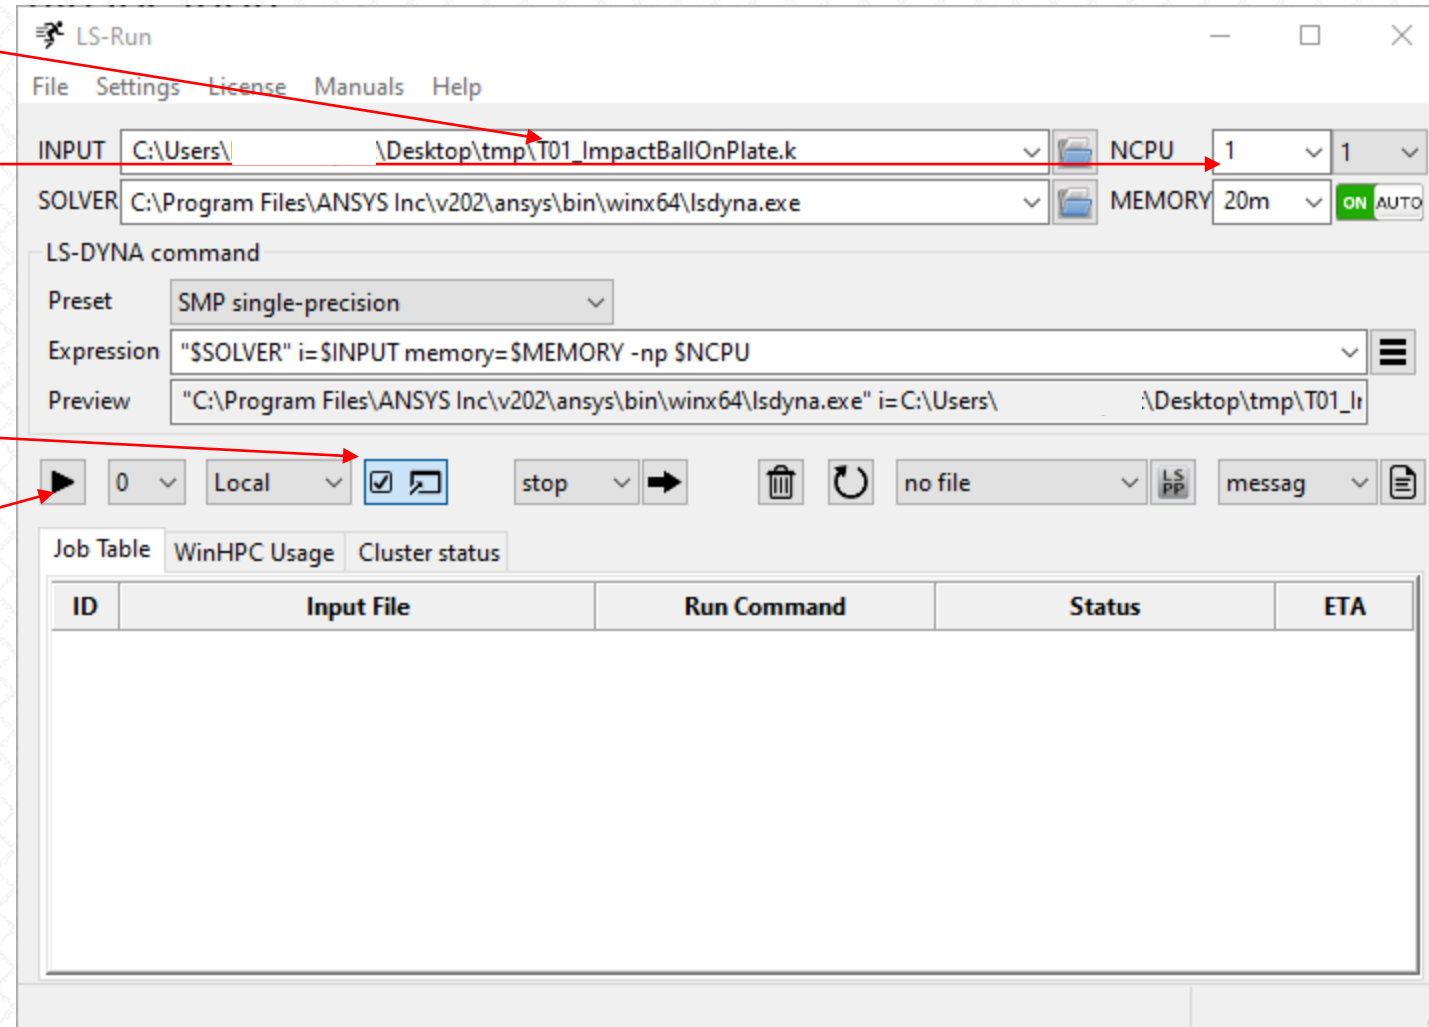 LS-Run
File Settings License Manuals Help
INPUT C:\Users\ \Desktop\tmp\T01_ImpactBallOnPlate.k NCPU 1 1
SOLVER C:\Program Files\ANSYS Inc\v202\ansys\bin\winx64\lsdyna.exe MEMORY 20m ON AUTO
LS-DYNA command
Preset SMP single-precision
Expression "$SOLVER" i=$INPUT memory=$MEMORY -np $NCPU
Preview "C:\Program Files\ANSYS Inc\v202\ansys\bin\winx64\lsdyna.exe" i=C:\Users\ :\Desktop\tmp\T01_Ir
0 Local stop no file LS PP messag
Job Table WinHPC Usage Cluster status
ID Input File Run Command Status ETA